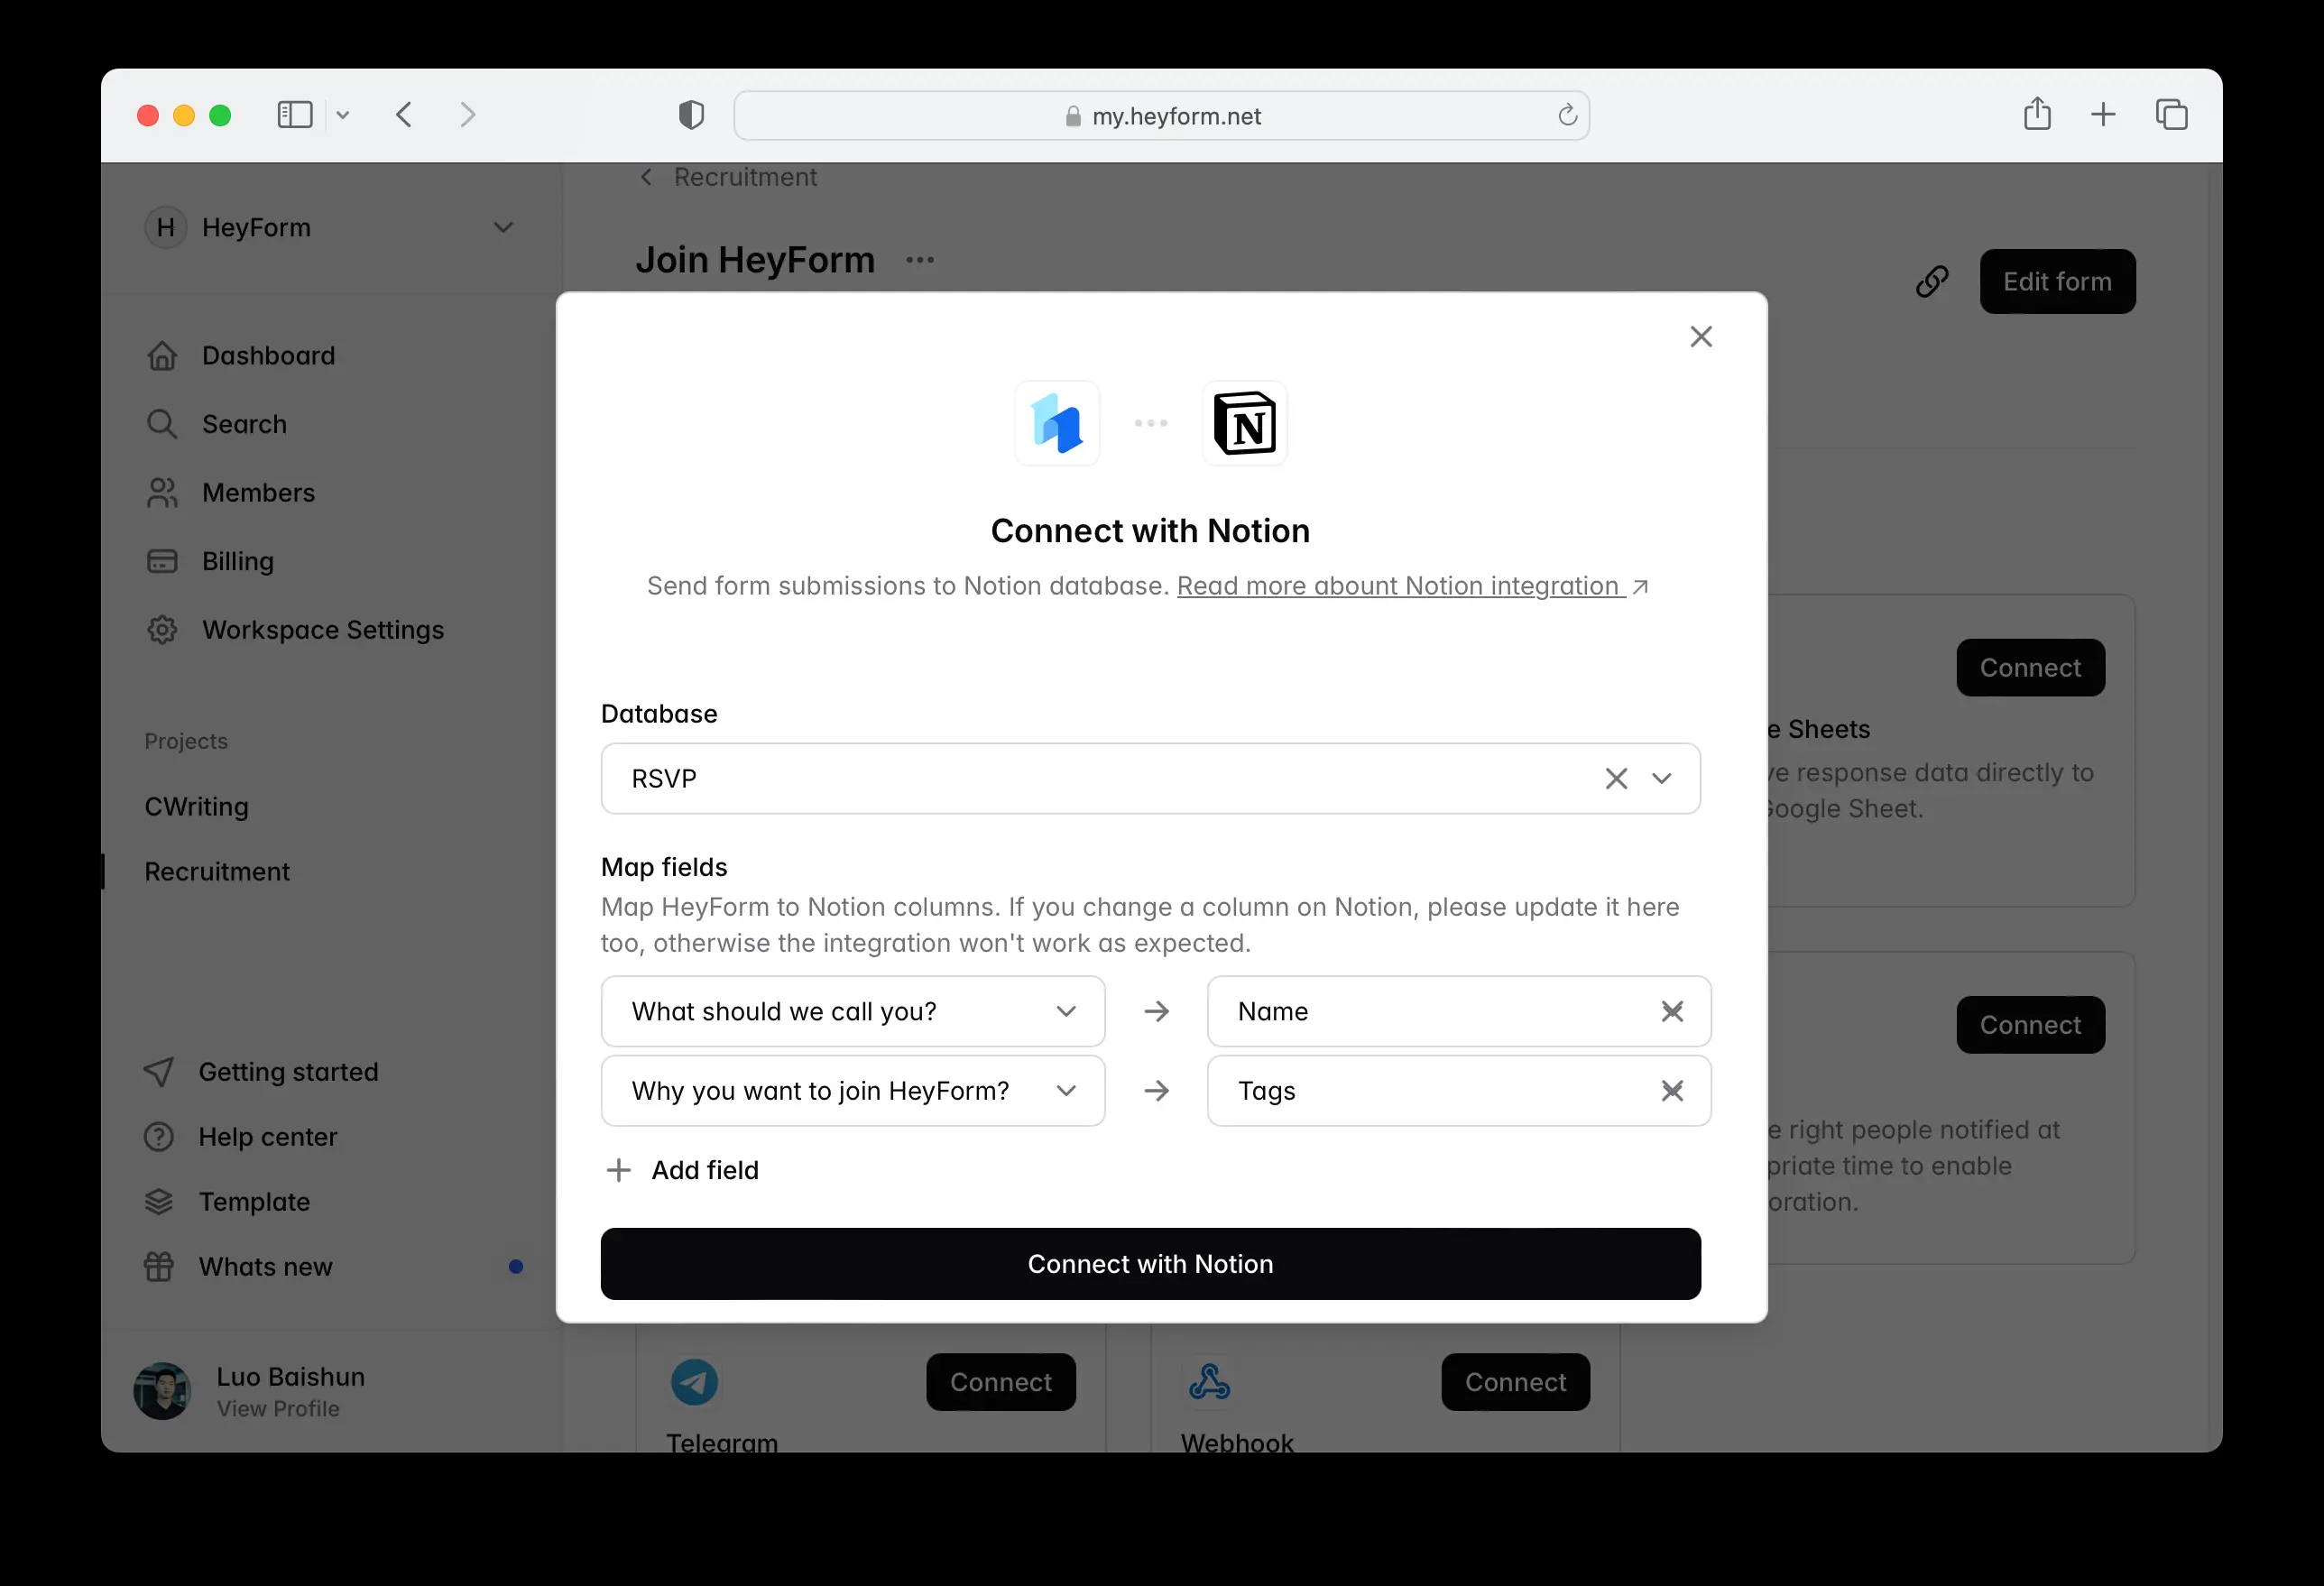 my.heyform.net
H HeyForm
Dashboard
Search
Members
Billing
Workspace Settings
Projects
CWriting
Recruitment
Getting started
Help center
Template
Whats new
Luo Baishun
View Profile
Recruitment
Join HeyForm
Edit form
N
Connect with Notion
Send form submissions to Notion database. Read more abount Notion integration
Database
RSVP
Map fields
Map HeyForm to Notion columns. If you change a column on Notion, please update it here
too, otherwise the integration won't work as expected.
What should we call you?
Name
Why you want to join HeyForm?
Tags
Add field
Connect with Notion
Connect
Sheets
response data directly to
Google Sheet.
Connect
right people notified at
time to enable
Connect
Telegram
Connect
Webhook